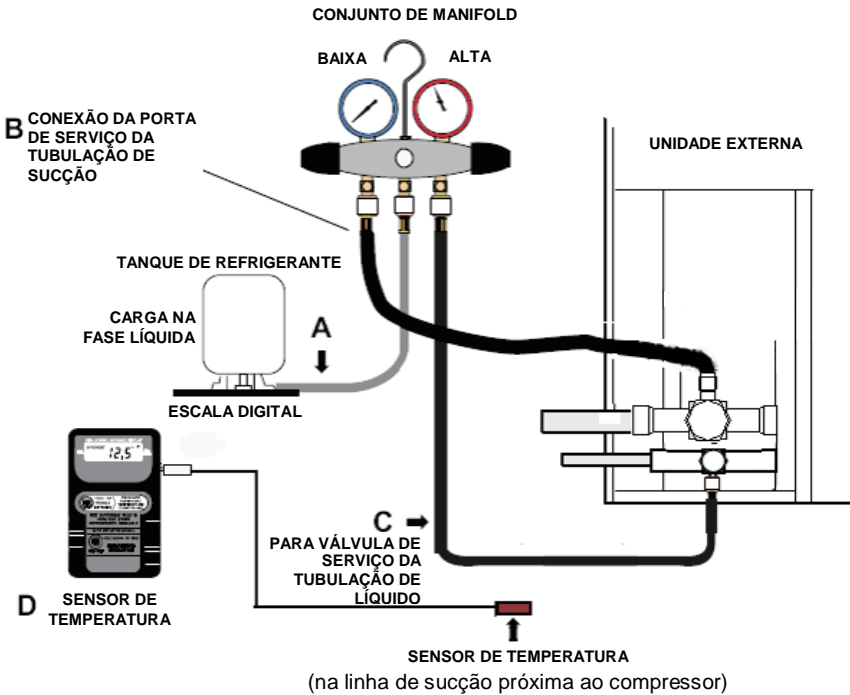 CONJUNTO DE MANIFOLD
BAIXA
ALTA
B
CONEXÃO DA PORTA
DE SERVIÇO DA
TUBULAÇÃO DE
SUCÇÃO
UNIDADE EXTERNA
TANQUE DE REFRIGERANTE
CARGA NA
FASE LÍQUIDA
A
ESCALA DIGITAL
12,5
C
PARA VÁLVULA DE
SERVIÇO DA
TUBULAÇÃO DE
LÍQUIDO
D
SENSOR DE
TEMPERATURA
SENSOR DE TEMPERATURA
(na linha de sucção próxima ao compressor)